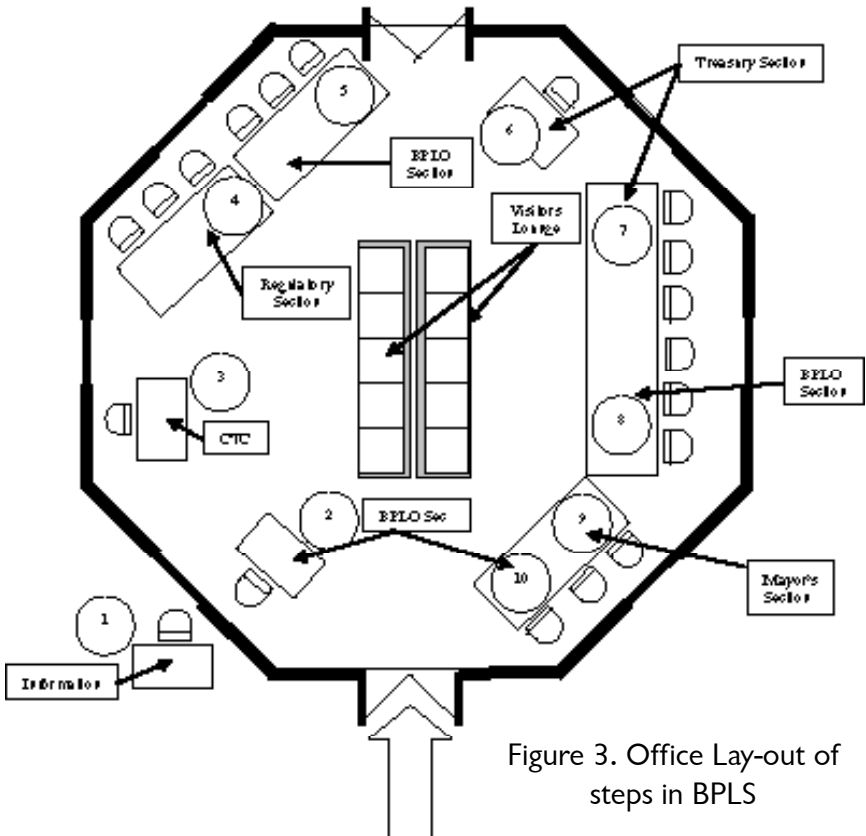 Treasury Section
5
6
BPLO
Section
4
Visitors
Lounge
7
Regulatory
Section
3
BPLO
Section
CTC
8
2
BPLO Sec
9
10
Mayor's
Section
1
Information
Figure 3. Office Lay-out of
steps in BPLS